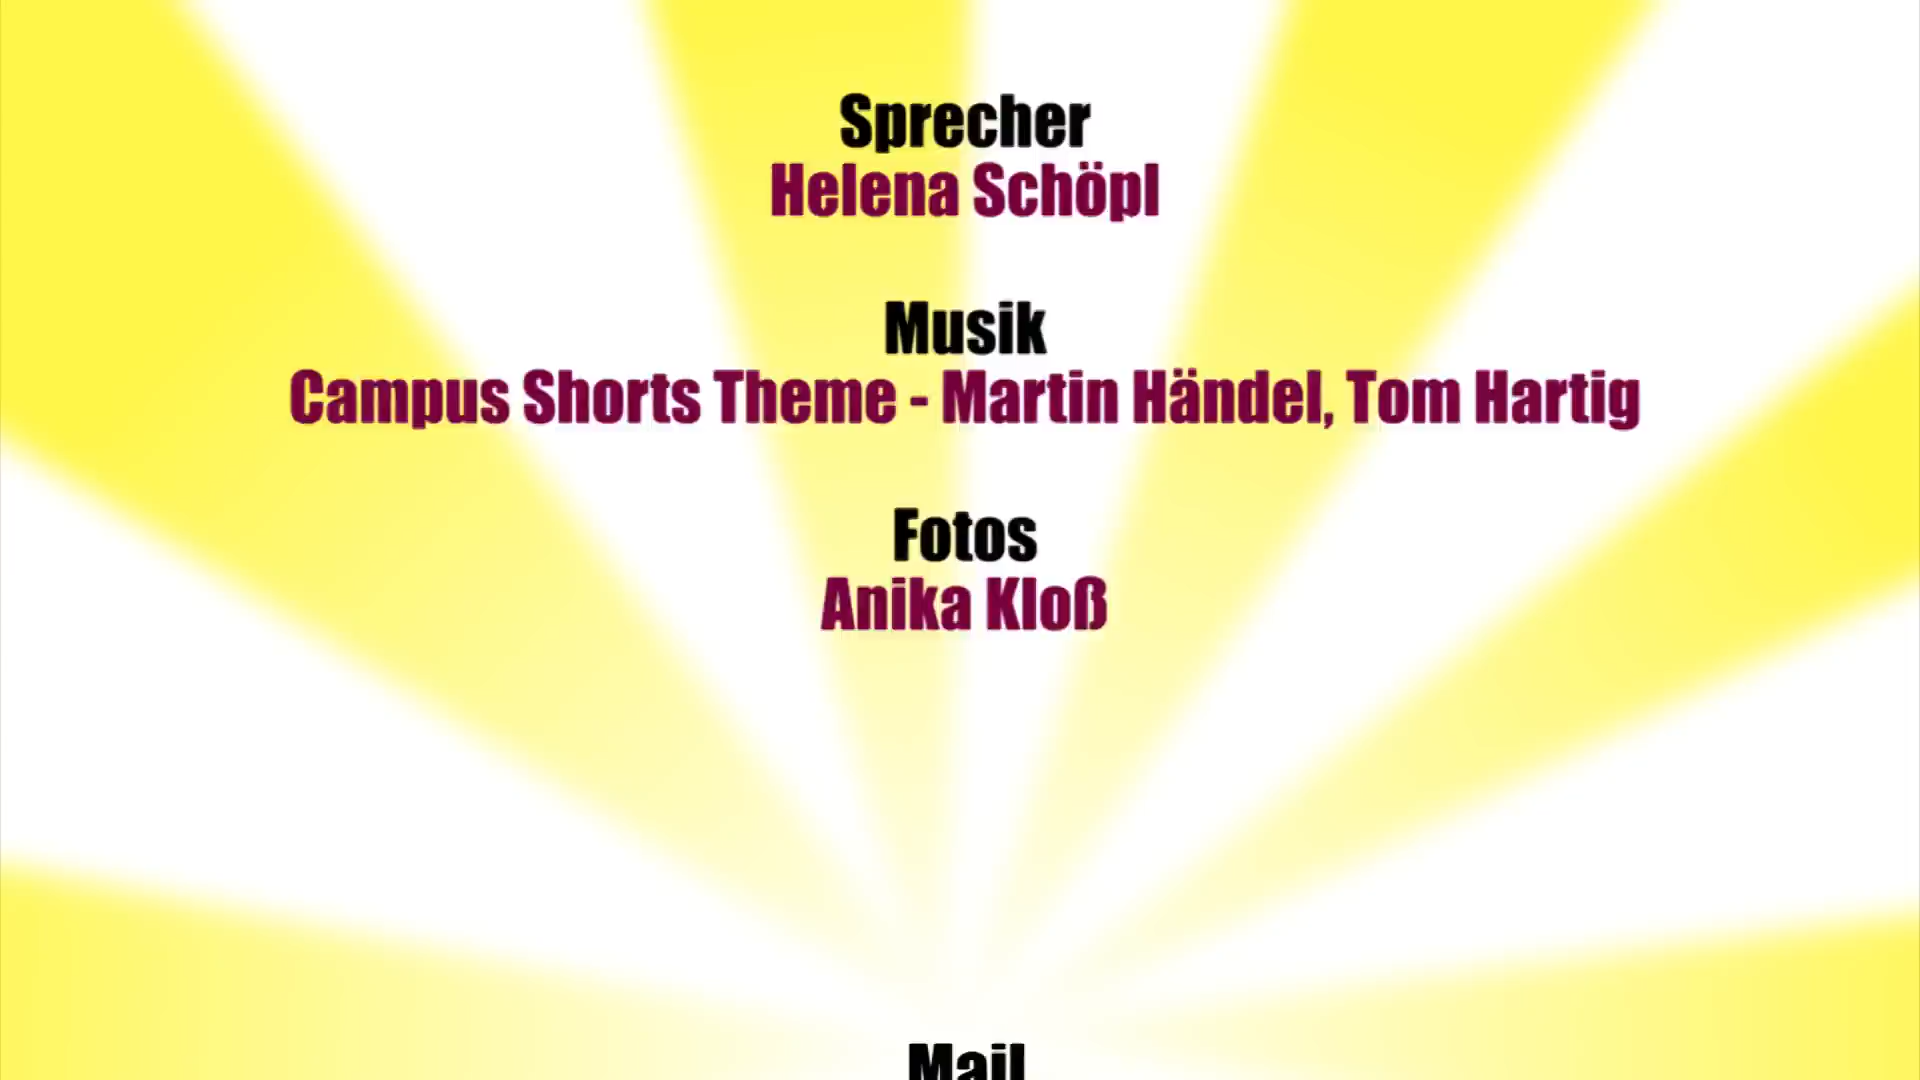 Sprecher
Helena Schöpl
Musik
Campus Shorts Theme - Martin Händel, Tom Hartig
Fotos
Anika Kloß
Mail